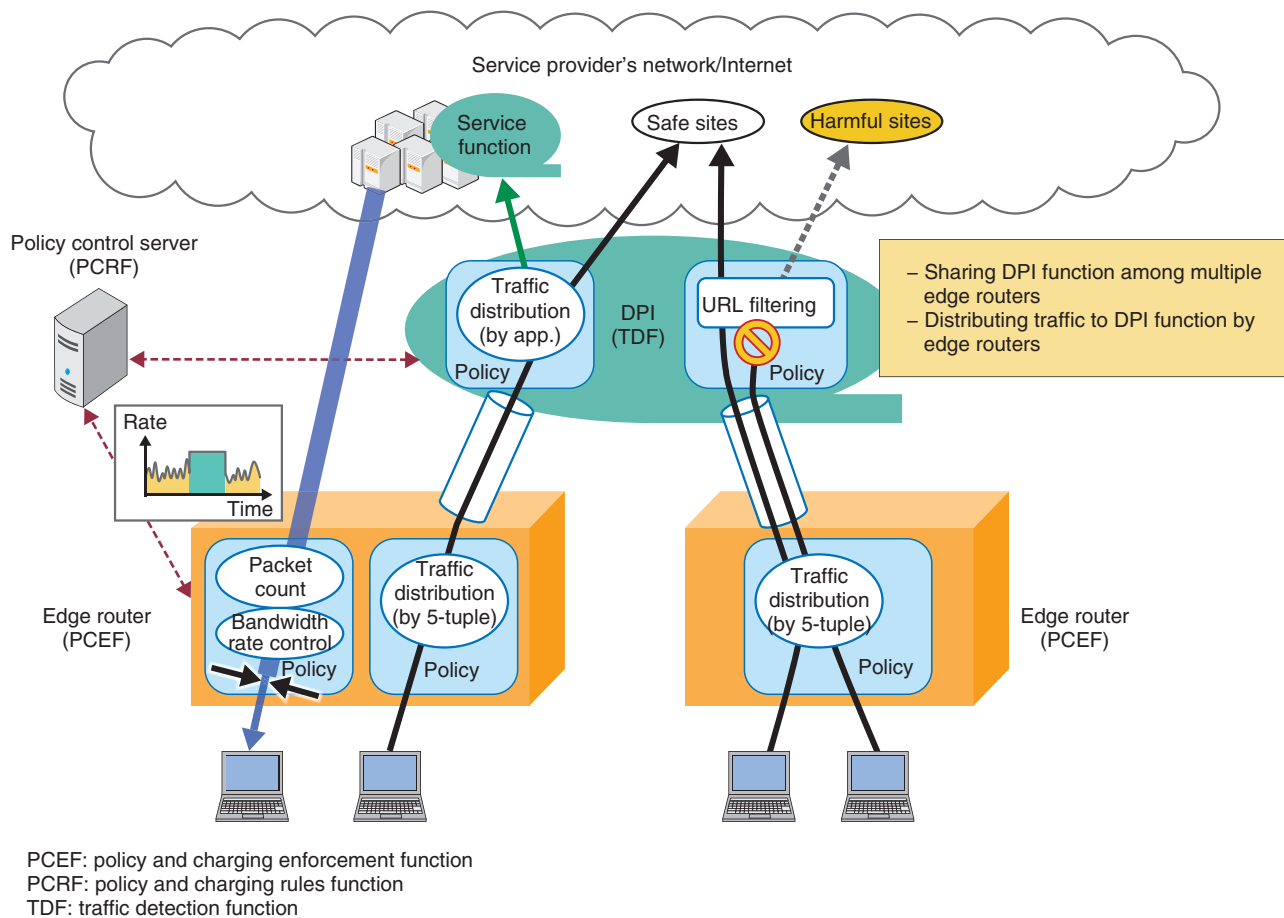 Service provider's network/Internet
Service
function
Safe sites
Harmful sites
Policy control server
(PCRF)
Traffic
distribution
(by app.)
Policy
DPI
(TDF)
URL filtering
Policy
– Sharing DPI function among multiple
edge routers
– Distributing traffic to DPI function by
edge routers
Rate
Time
Edge router
(PCEF)
Packet
count
Bandwidth
rate control
Policy
Traffic
distribution
(by 5-tuple)
Policy
Traffic
distribution
(by 5-tuple)
Policy
Edge router
(PCEF)
PCEF: policy and charging enforcement function
PCRF: policy and charging rules function
TDF: traffic detection function